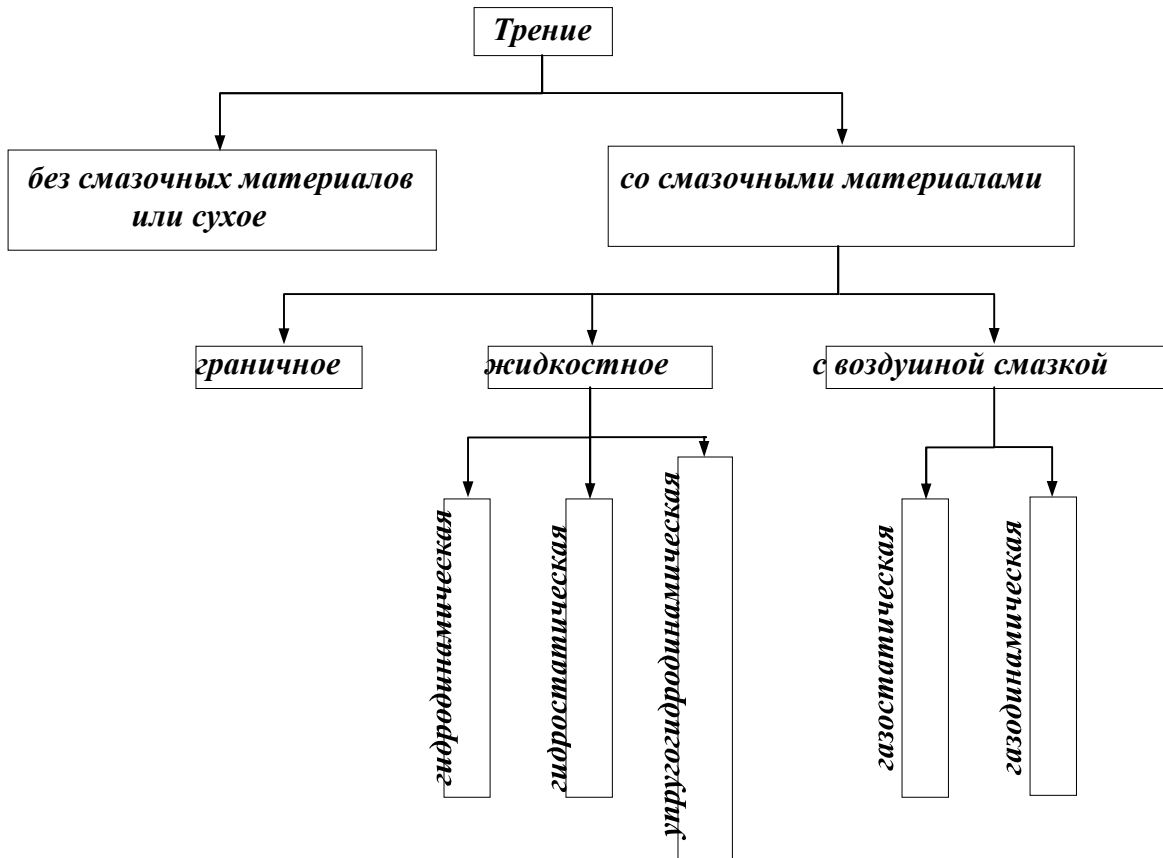 Трение
без смазочных материалов
или сухое
со смазочными материалами
граничное
жидкостное
с воздушной смазкой
гидродинамическая
гидростатическая
упругогидродинамическая
газостатическая
газодинамическая